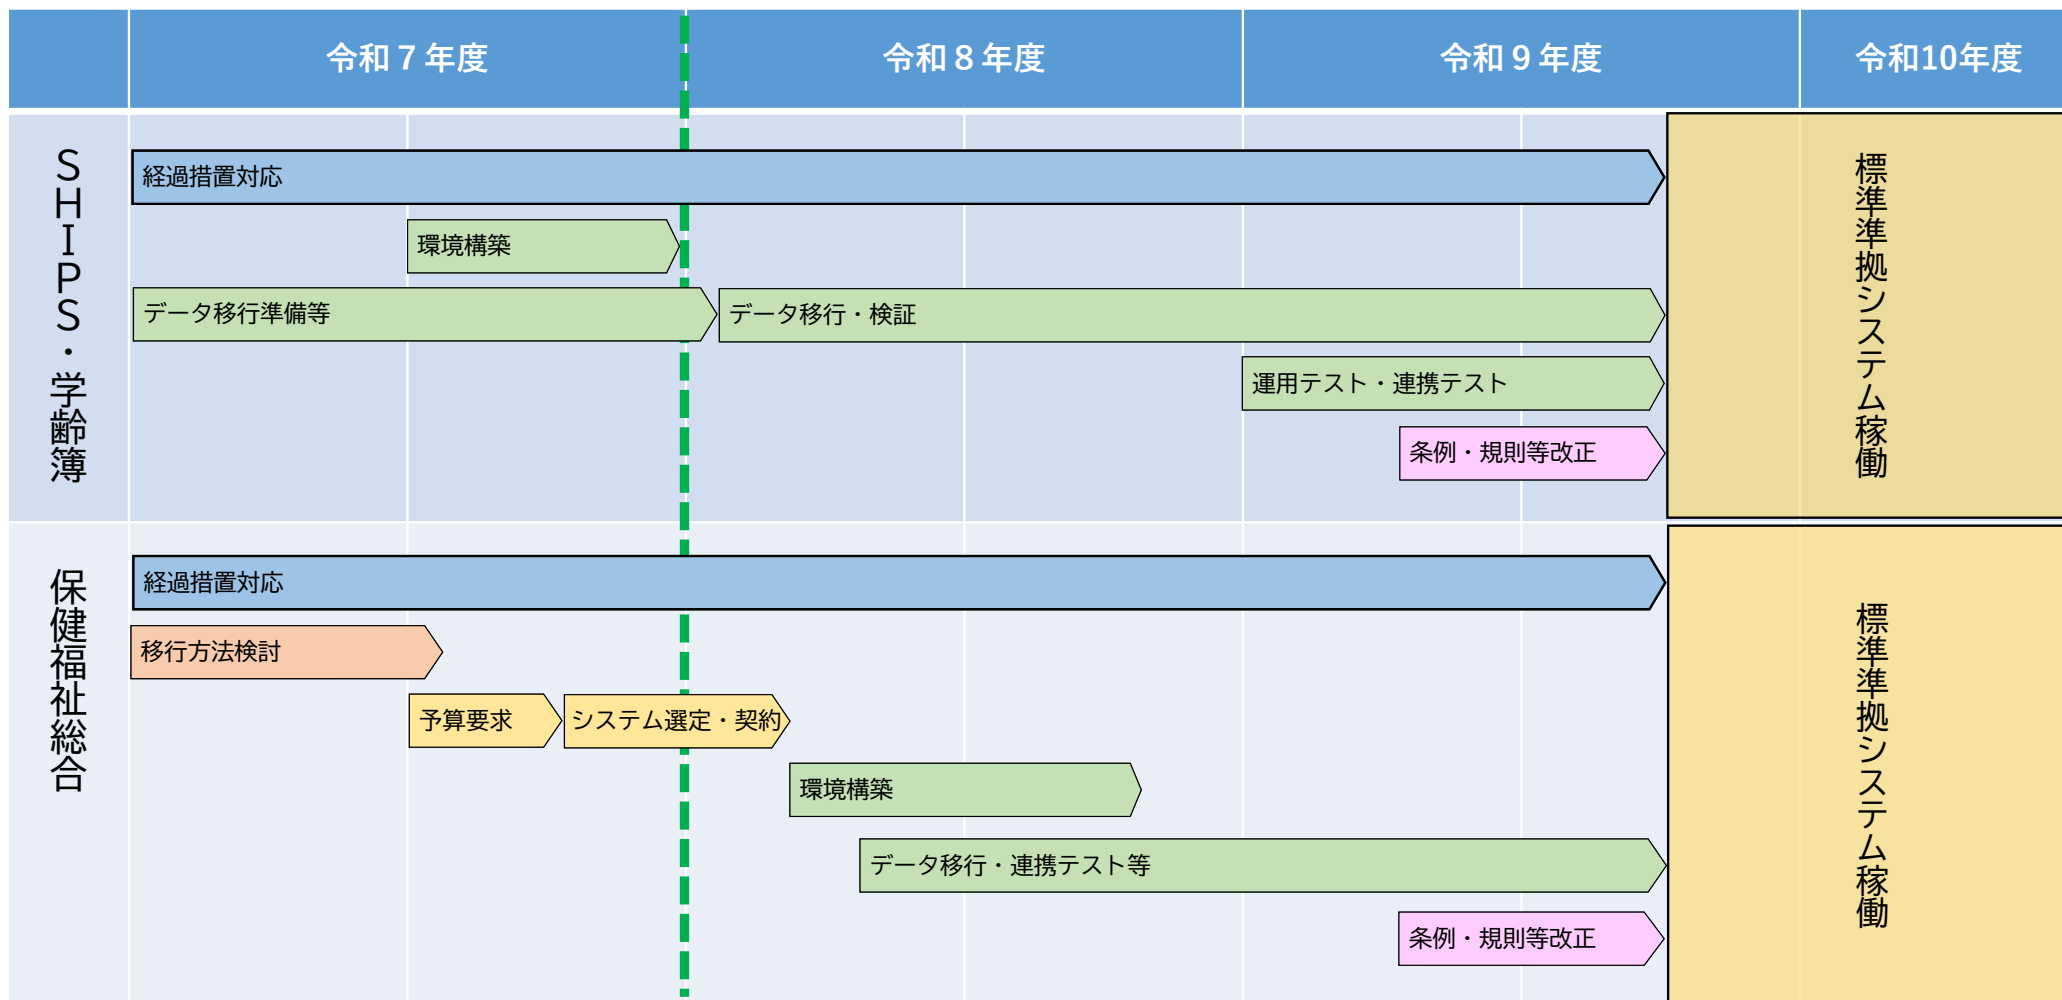 令和７年度
令和８年度
令和９年度
令和10年度
ＳＨＩＰＳ・学齢簿
経過措置対応
環境構築
データ移行準備等
データ移行・検証
運用テスト・連携テスト
条例・規則等改正
標準準拠システム稼働
保健福祉総合
経過措置対応
移行方法検討
予算要求
システム選定・契約
環境構築
データ移行・連携テスト等
条例・規則等改正
標準準拠システム稼働